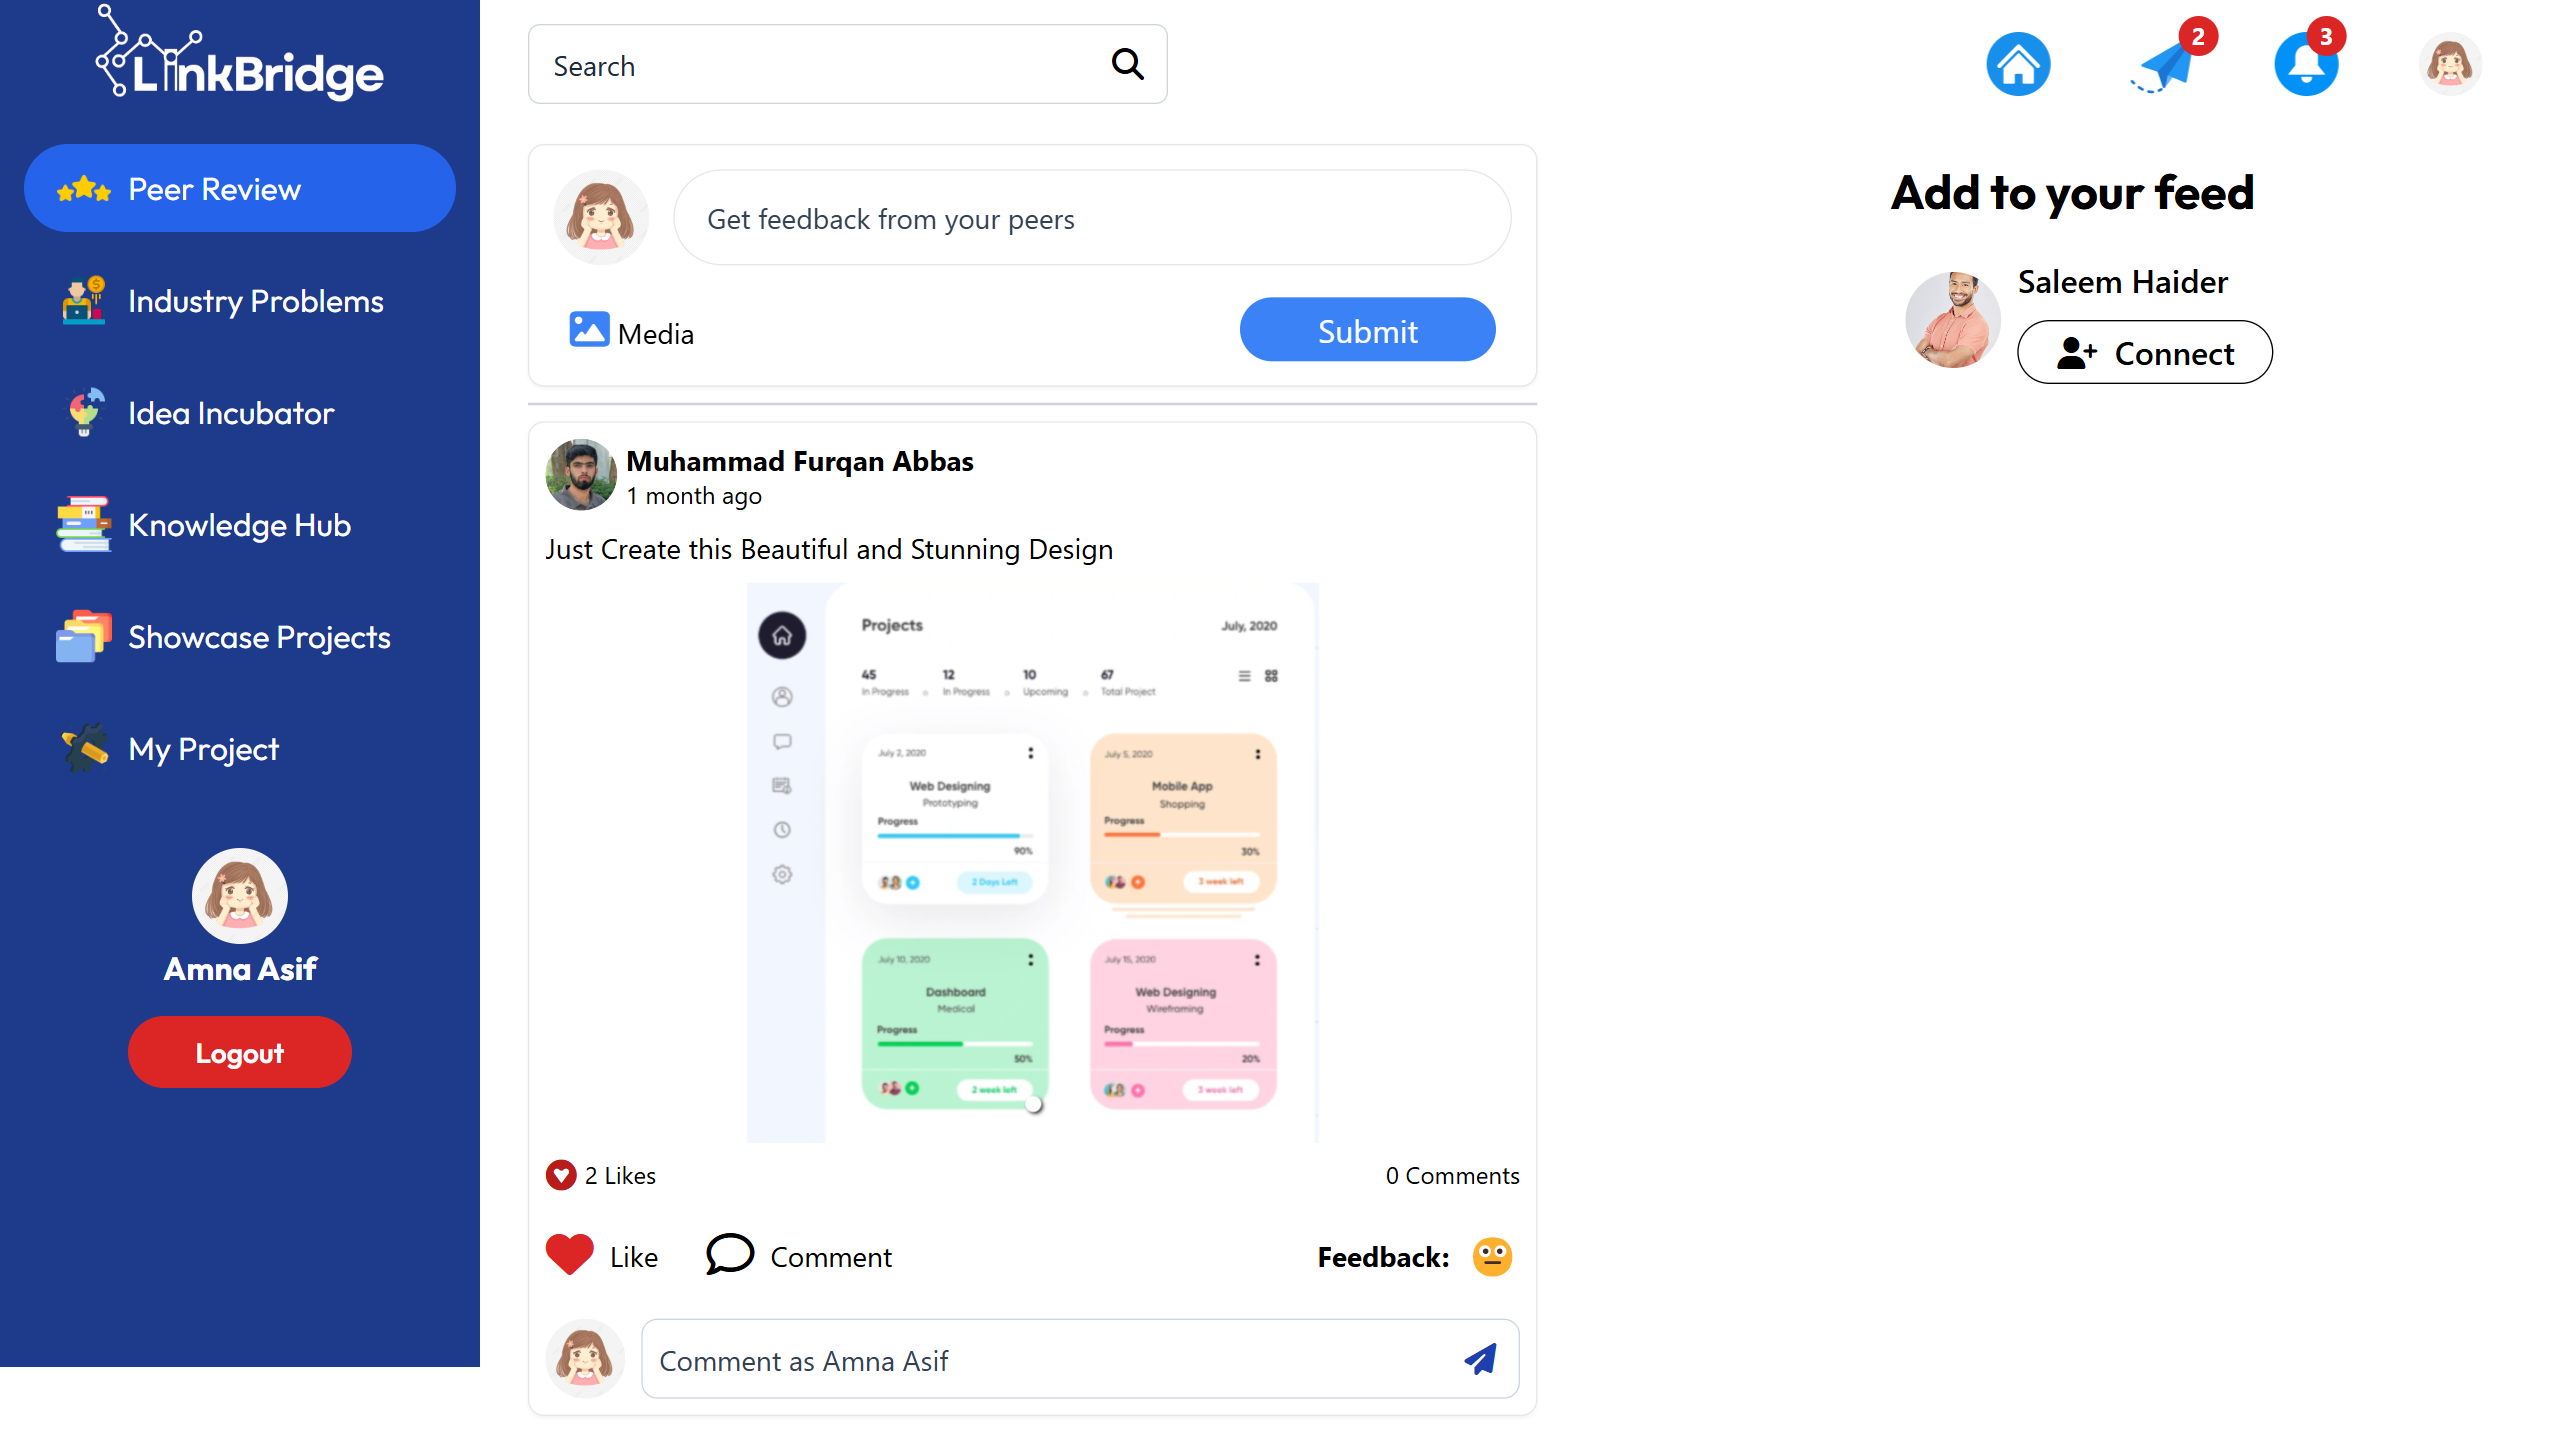 LinkBridge
Peer Review
Industry Problems
Idea Incubator
Knowledge Hub
Showcase Projects
My Project
Amna Asif
Logout
Search
2
3
Get feedback from your peers
Media
Submit
Muhammad Furqan Abbas
1 month ago
Just Create this Beautiful and Stunning Design
Projects
July, 2020
45
12
10
67
In Progress
In Progress
Upcoming
Total Project
July 2, 2020
Web Designing
Prototyping
Progress
90%
2 Days Left
July 5, 2020
Mobile App
Shopping
Progress
30%
3 week left
July 10, 2020
Dashboard
Medical
Progress
50%
2 week left
July 15, 2020
Web Designing
Wireframing
Progress
20%
3 week left
2 Likes
0 Comments
Like
Comment
Feedback:
Comment as Amna Asif
Add to your feed
Saleem Haider
Connect